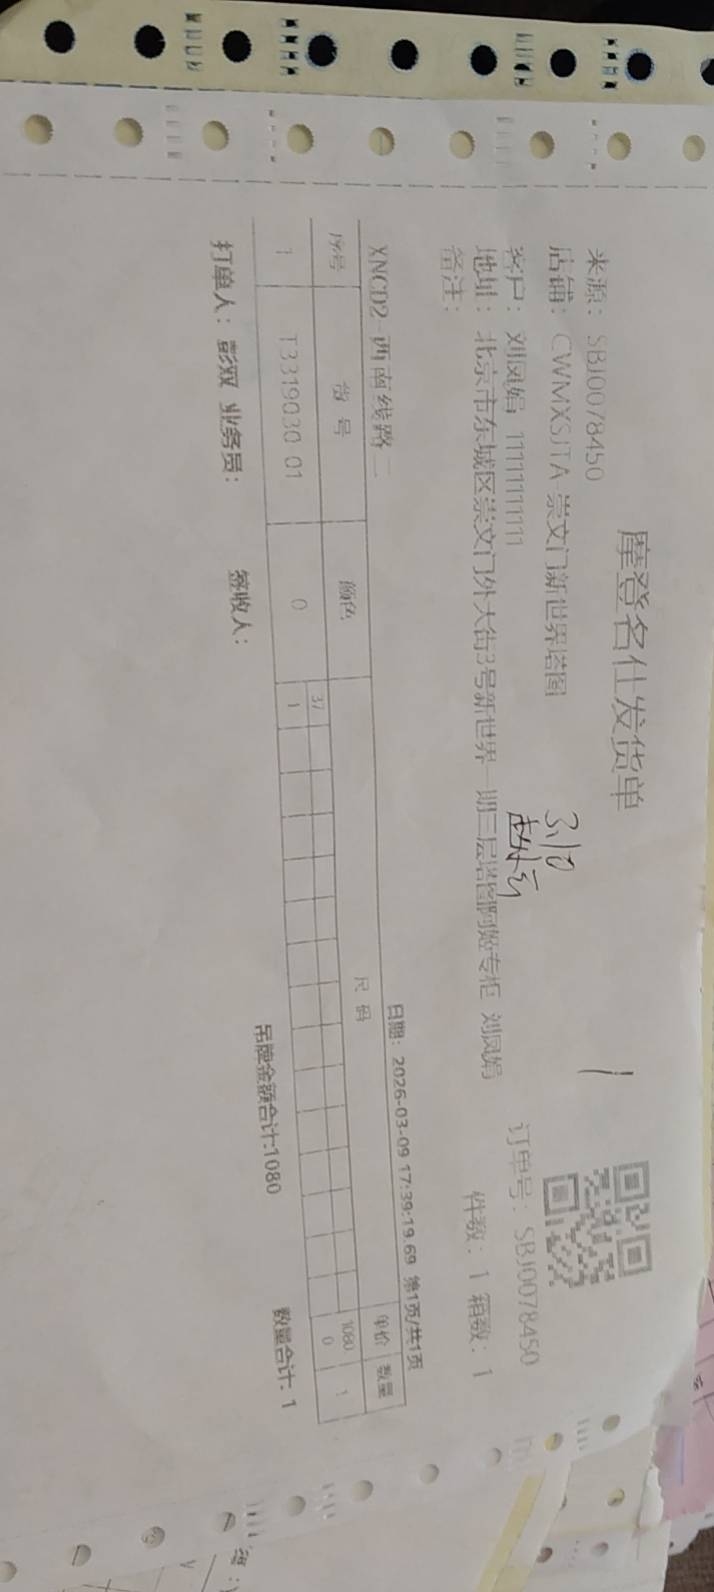 摩登名仕发货单
来源：SBJ0078450
订单号：SBJ0078450
店铺：CWMXSJTA-崇文门新世界塔图
3.10
客户：刘凤娟 11111111111
件数：1 箱数：1
地址：北京市东城区崇文门外大街3号新世界一期三层塔图阿姬专柜 刘凤娟
备注：
XNCD2-西南线路二
日期：2026-03-09 17:39:19.69 第1页/共1页
序号 货号 颜色 尺码 单价 数量
37
1 T3319030 01 0 1 1080 0 1
吊牌金额合计:1080 数量合计: 1
打单人：彭双 业务员： 签收人：